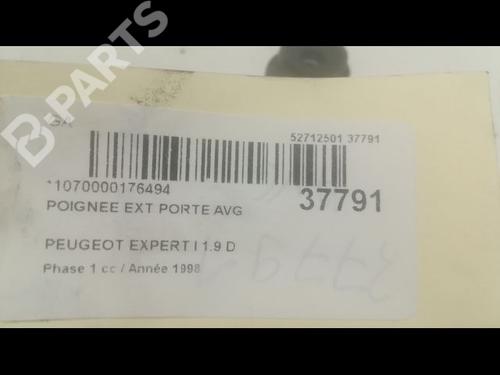 52712501 37791
*1070000176494
37791
POIGNEE EXT PORTE AVG
PEUGEOT EXPERT I 1.9 D
Phase 1 cc / Année 1998
B-PARTS